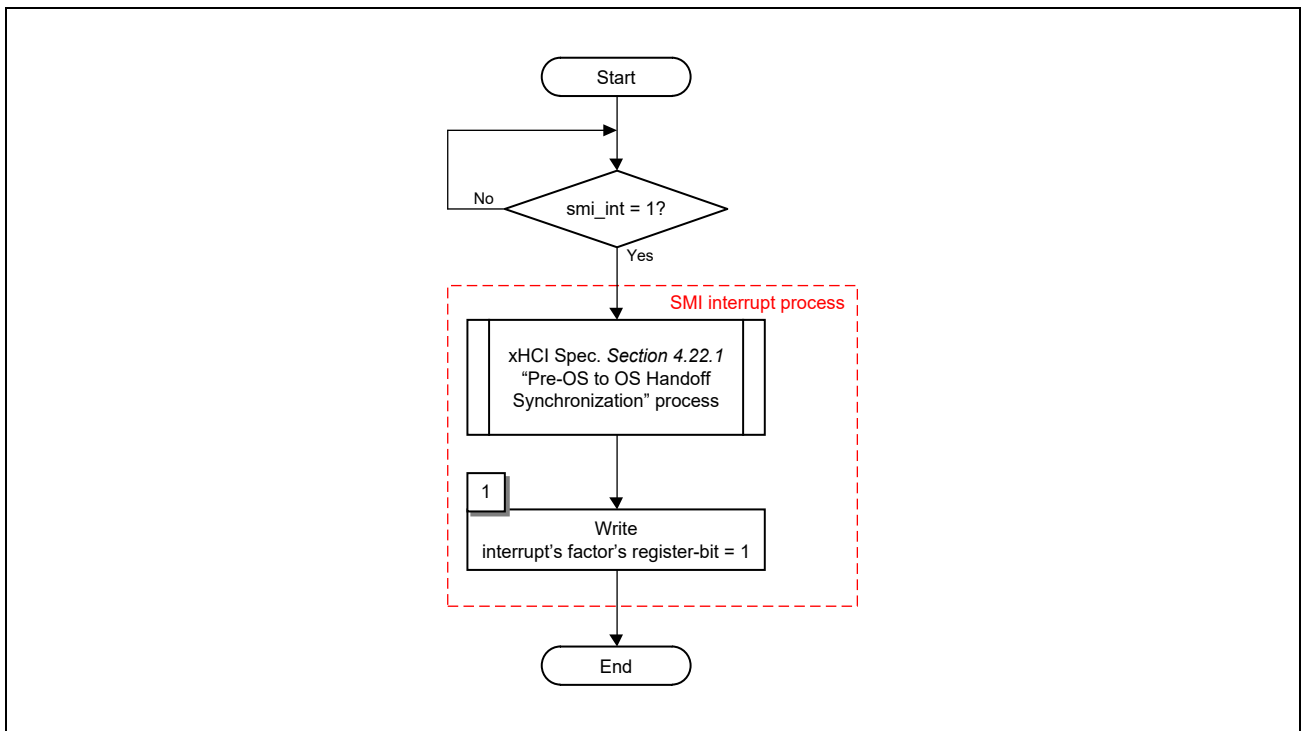 Start
No
smi_int = 1?
Yes
SMI interrupt process
xHCI Spec. Section 4.22.1
“Pre-OS to OS Handoff
Synchronization” process
1
Write
interrupt’s factor’s register-bit = 1
End